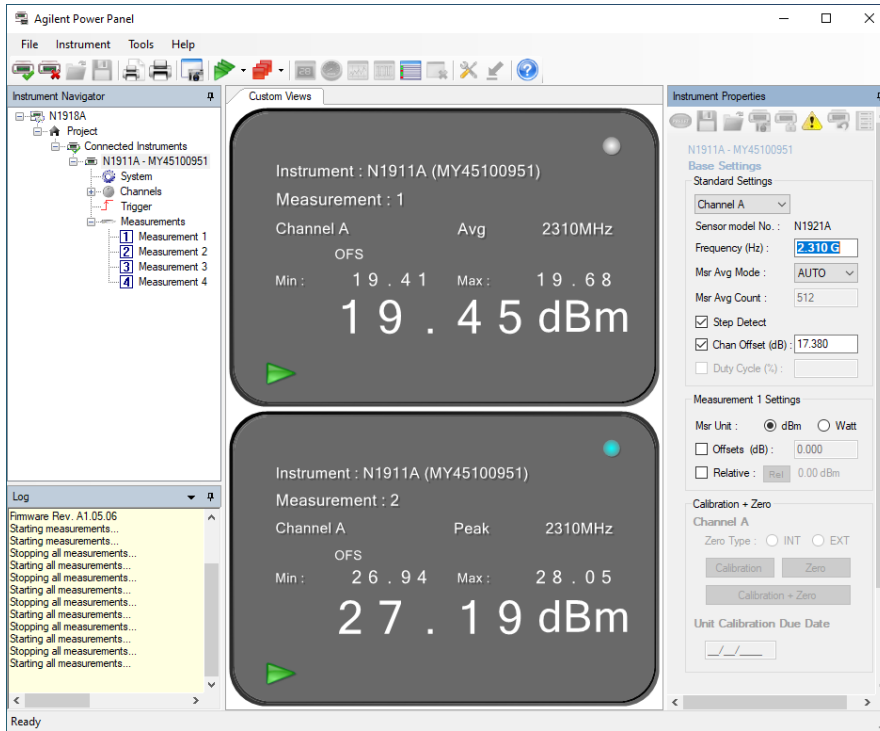 Agilent Power Panel
File Instrument Tools Help
Instrument Navigator
N1918A
Project
Connected Instruments
N1911A - MY45100951
System
Channels
Trigger
Measurements
1 Measurement 1
2 Measurement 2
3 Measurement 3
4 Measurement 4
Log
Firmware Rev. A1.05.06
Starting measurements...
Starting measurements...
Stopping all measurements...
Starting all measurements...
Stopping all measurements...
Starting all measurements...
Stopping all measurements...
Starting all measurements...
Stopping all measurements...
Starting all measurements...
Stopping all measurements...
Starting all measurements...
Custom Views
Instrument : N1911A (MY45100951)
Measurement : 1
Channel A Avg 2310MHz
OFS
Min : 19.41 Max : 19.68
19.45 dBm
Instrument : N1911A (MY45100951)
Measurement : 2
Channel A Peak 2310MHz
OFS
Min : 26.94 Max : 28.05
27.19 dBm
Instrument Properties
N1911A - MY45100951
Base Settings
Standard Settings
Channel A
Sensor model No. : N1921A
Frequency (Hz) : 2.310 G
Msr Avg Mode : AUTO
Msr Avg Count : 512
Step Detect
Chan Offset (dB) : 17.380
Duty Cycle (%) :
Measurement 1 Settings
Msr Unit : dBm Watt
Offsets (dB) : 0.000
Relative : Rel 0.00 dBm
Calibration + Zero
Channel A
Zero Type : INT EXT
Calibration Zero
Calibration + Zero
Unit Calibration Due Date
__/__/____
Ready